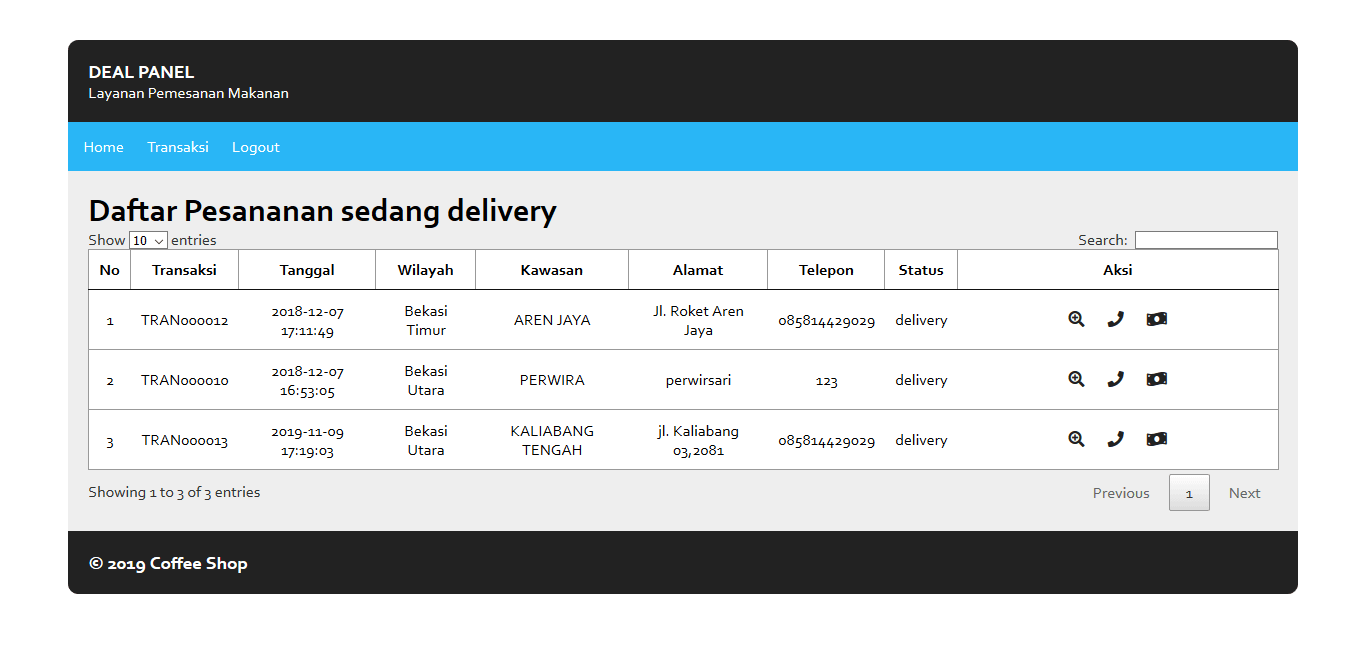 DEAL PANEL
Layanan Pemesanan Makanan
Home Transaksi Logout
Daftar Pesananan sedang delivery
Show 10 entries Search:
No Transaksi Tanggal Wilayah Kawasan Alamat Telepon Status Aksi
1 TRAN000012 2018-12-07 17:11:49 Bekasi Timur AREN JAYA Jl. Roket Aren Jaya 085814429029 delivery
2 TRAN000010 2018-12-07 16:53:05 Bekasi Utara PERWIRA perwirsari 123 delivery
3 TRAN000013 2019-11-09 17:19:03 Bekasi Utara KALIABANG TENGAH jl. Kaliabang 03,2081 085814429029 delivery
Showing 1 to 3 of 3 entries Previous 1 Next
© 2019 Coffee Shop